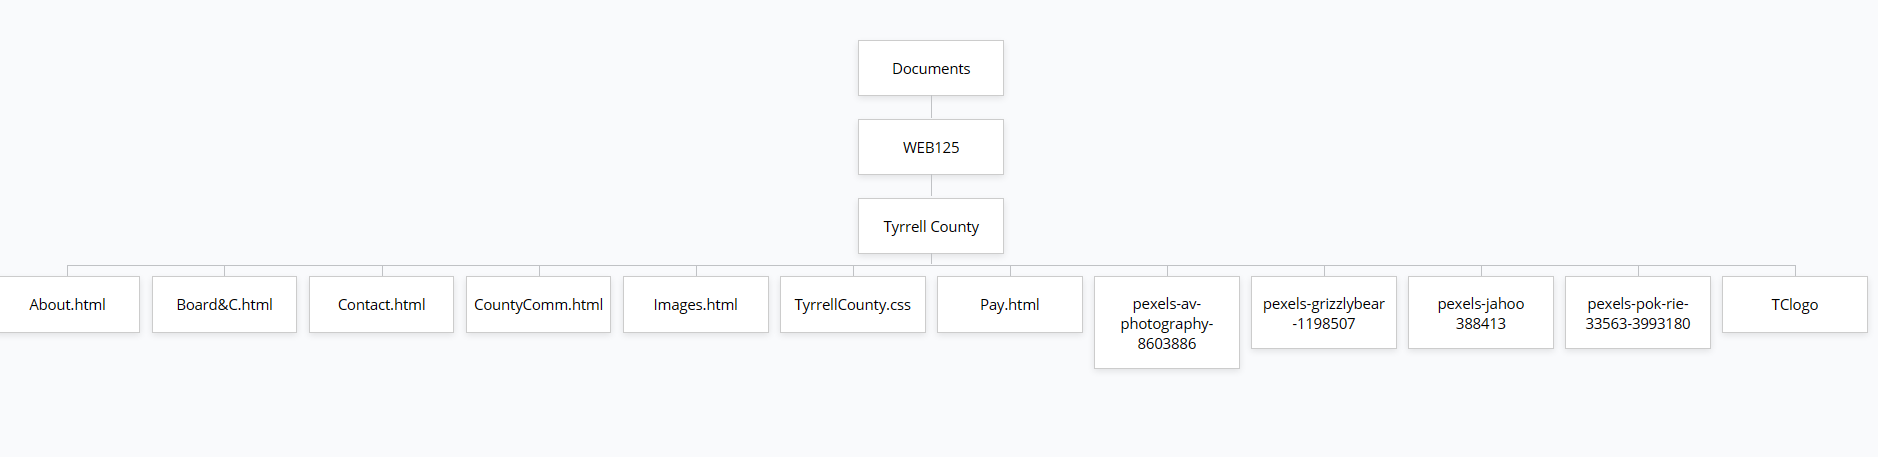 Documents
WEB125
Tyrrell County
About.html
Board&C.html
Contact.html
CountyComm.html
Images.html
TyrrellCounty.css
Pay.html
pexels-av-
photography-
8603886
pexels-grizzlybear
-1198507
pexels-jahoo
388413
pexels-pok-rie-
33563-3993180
TClogo